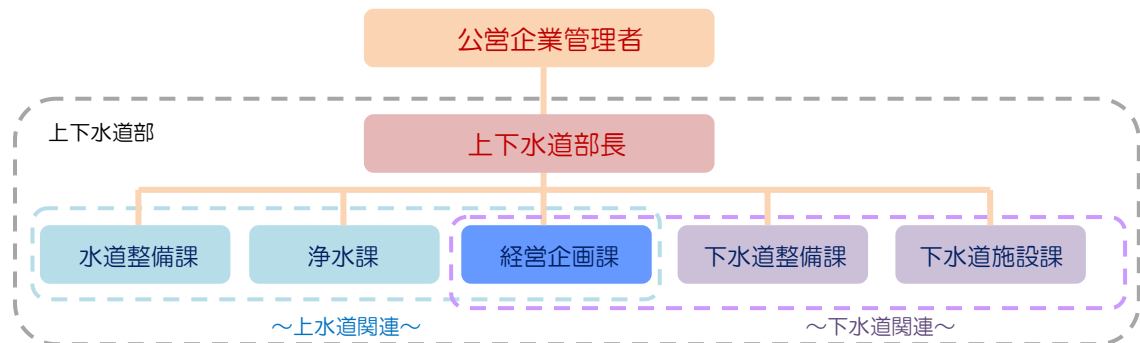 公営企業管理者
上下水道部
上下水道部長
水道整備課
浄水課
経営企画課
下水道整備課
下水道施設課
～上水道関連～
～下水道関連～